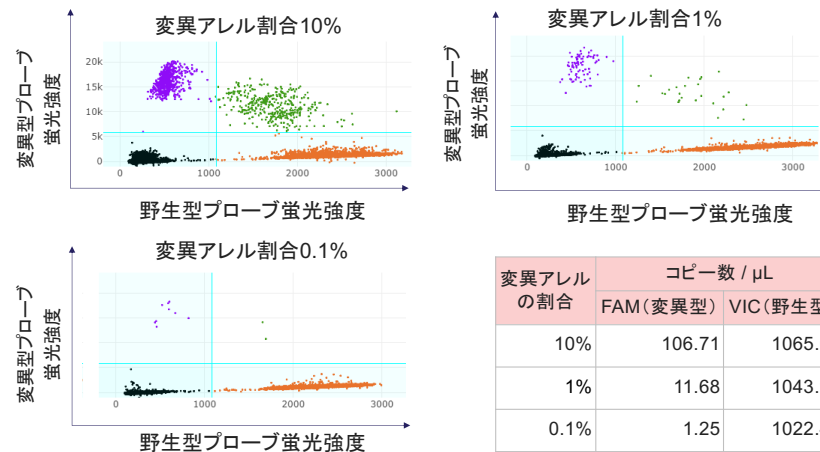 変異アレル割合10%
変異型プローブ
蛍光強度
20k
15k
10k
5k
0
0
1000
2000
3000
野生型プローブ蛍光強度
変異アレル割合1%
変異型プローブ
蛍光強度
0
1000
2000
3000
野生型プローブ蛍光強度
変異アレル割合0.1%
変異型プローブ
蛍光強度
0
1000
2000
3000
野生型プローブ蛍光強度
変異アレル
の割合
コピー数 / μL
FAM(変異型)
VIC(野生型
10%
106.71
1065.
1%
11.68
1043.
0.1%
1.25
1022.